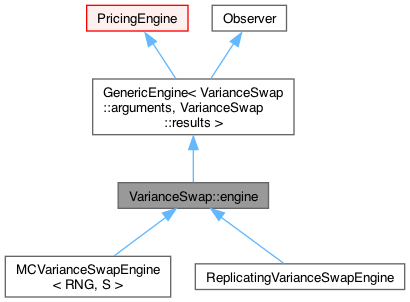 PricingEngine
Observer
GenericEngine< VarianceSwap
::arguments, VarianceSwap
::results >
VarianceSwap::engine
MCVarianceSwapEngine
< RNG, S >
ReplicatingVarianceSwapEngine